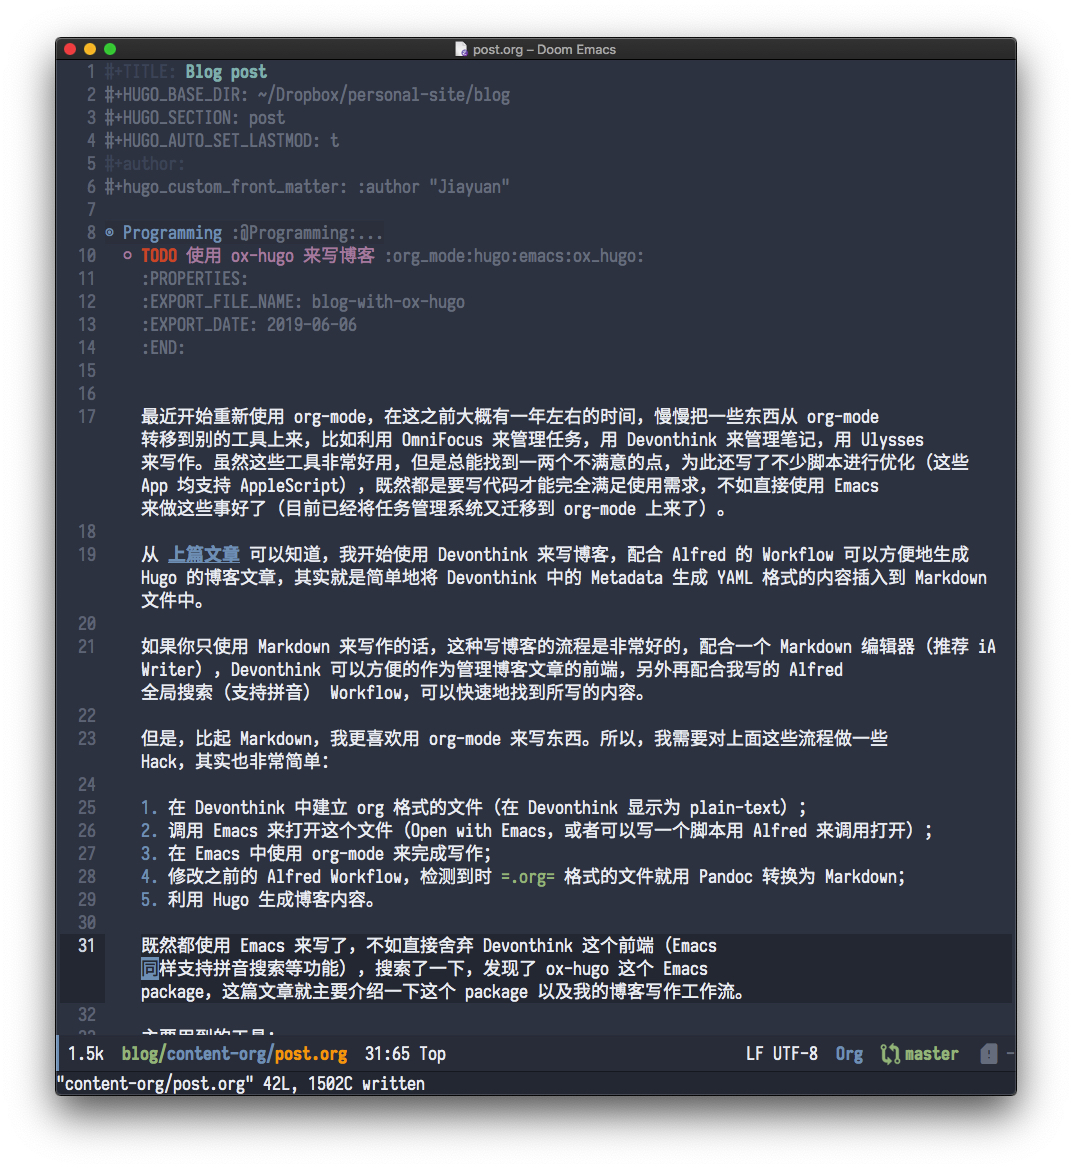 post.org – Doom Emacs
1 #+TITLE: Blog post
2 #+HUGO_BASE_DIR: ~/Dropbox/personal-site/blog
3 #+HUGO_SECTION: post
4 #+HUGO_AUTO_SET_LASTMOD: t
5 #+author:
6 #+hugo_custom_front_matter: :author "Jiayuan"
7
8 Programming :@Programming:...
10 TODO 使用 ox-hugo 来写博客 :org_mode:hugo:emacs:ox_hugo:
11 :PROPERTIES:
12 :EXPORT_FILE_NAME: blog-with-ox-hugo
13 :EXPORT_DATE: 2019-06-06
14 :END:
15
16
17 最近开始重新使用 org-mode，在这之前大概有一年左右的时间，慢慢把一些东西从 org-mode
转移到别的工具上来，比如利用 OmniFocus 来管理任务，用 Devonthink 来管理笔记，用 Ulysses
来写作。虽然这些工具非常好用，但是总能找到一两个不满意的点，为此还写了不少脚本进行优化（这些
App 均支持 AppleScript），既然都是要写代码才能完全满足使用需求，不如直接使用 Emacs
来做这些事好了（目前已经将任务管理系统又迁移到 org-mode 上来了）。
18
19 从 上篇文章 可以知道，我开始使用 Devonthink 来写博客，配合 Alfred 的 Workflow 可以方便地生成
Hugo 的博客文章，其实就是简单地将 Devonthink 中的 Metadata 生成 YAML 格式的内容插入到 Markdown
文件中。
20
21 如果你只使用 Markdown 来写作的话，这种写博客的流程是非常好的，配合一个 Markdown 编辑器（推荐 iA
Writer），Devonthink 可以方便的作为管理博客文章的前端，另外再配合我写的 Alfred
全局搜索（支持拼音） Workflow，可以快速地找到所写的内容。
22
23 但是，比起 Markdown，我更喜欢用 org-mode 来写东西。所以，我需要对上面这些流程做一些
Hack，其实也非常简单：
24
25 1. 在 Devonthink 中建立 org 格式的文件（在 Devonthink 显示为 plain-text）；
26 2. 调用 Emacs 来打开这个文件（Open with Emacs，或者可以写一个脚本用 Alfred 来调用打开）；
27 3. 在 Emacs 中使用 org-mode 来完成写作；
28 4. 修改之前的 Alfred Workflow，检测到时 =.org= 格式的文件就用 Pandoc 转换为 Markdown；
29 5. 利用 Hugo 生成博客内容。
30
31 既然都使用 Emacs 来写了，不如直接舍弃 Devonthink 这个前端（Emacs
同样支持拼音搜索等功能），搜索了一下，发现了 ox-hugo 这个 Emacs
package，这篇文章就主要介绍一下这个 package 以及我的博客写作工作流。
32
33 主要用到的工具：
1.5k blog/content-org/post.org 31:65 Top LF UTF-8 Org master
"content-org/post.org" 42L, 1502C written